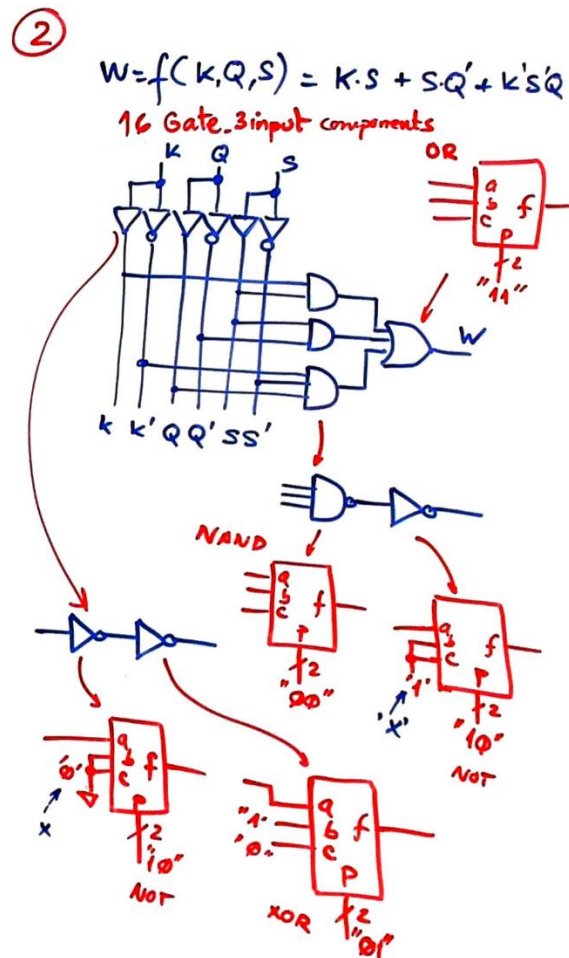 2
W=f(K,Q,S) = K·S + S·Q' + K'S'Q
16 Gate_3input components
K Q S
OR
a
b f
c
P
2
"11"
W
K K' Q Q' S S'
NAND
a
b f
c
P
2
"00"
a
b f
c
P
'1'
'X'
2
"10"
NOT
a
b f
c
'0'
P
X
2
"10"
NOT
a
"1" b f
"0" c
P
XOR
2
"01"